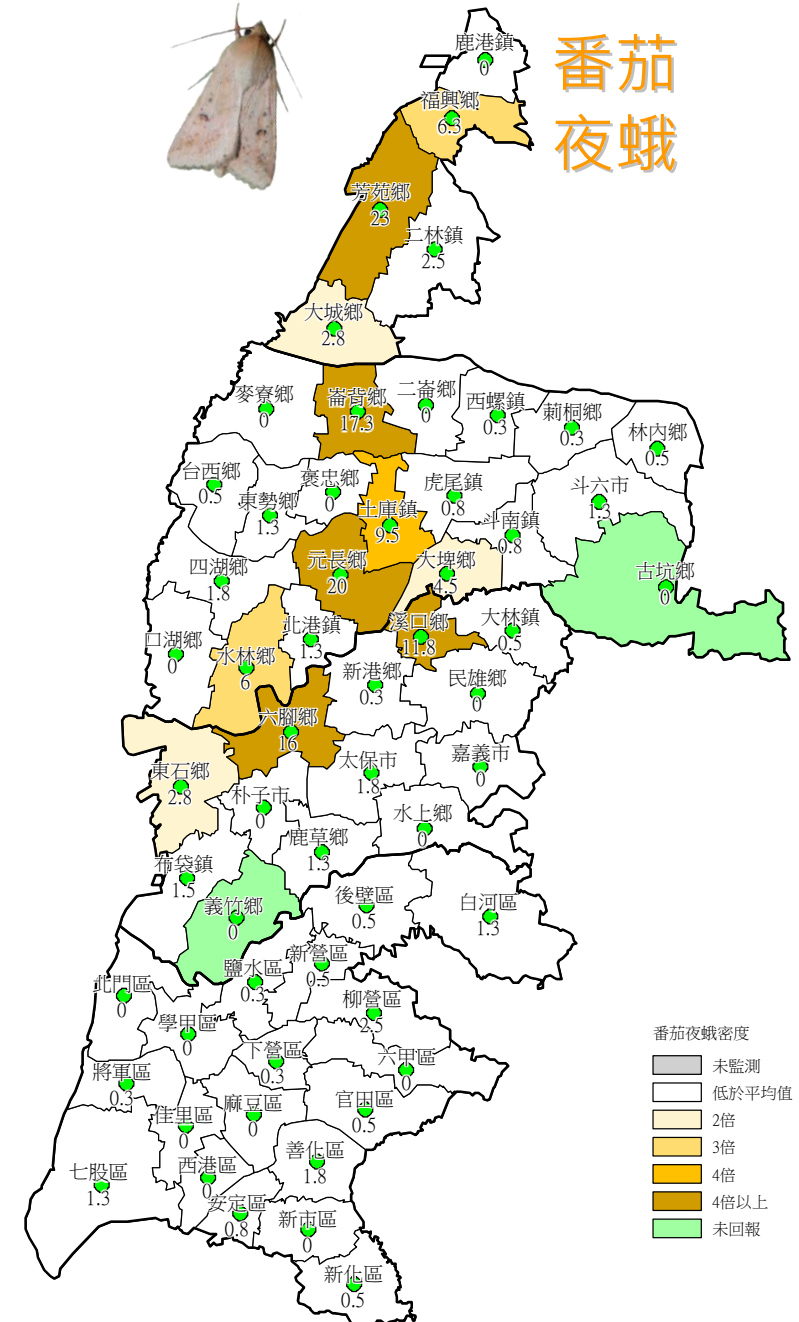 番茄
夜蛾
鹿港鎮
0
福興鄉
6.3
芳苑鄉
23
二林鎮
2.5
大城鄉
2.8
麥寮鄉
0
崙背鄉
17.3
二崙鄉
0
西螺鎮
0.3
莿桐鄉
0.3
林內鄉
0.5
台西鄉
0.5
東勢鄉
1.3
褒忠鄉
0
土庫鎮
9.5
虎尾鎮
0.8
斗南鎮
0.8
斗六市
1.3
四湖鄉
1.8
元長鄉
20
大埤鄉
4.5
古坑鄉
0
口湖鄉
0
水林鄉
6
北港鎮
1.3
溪口鄉
11.8
大林鎮
0.5
新港鄉
0.3
民雄鄉
0
六腳鄉
16
東石鄉
2.8
太保市
1.8
嘉義市
0
朴子市
0
鹿草鄉
1.3
水上鄉
0
布袋鎮
1.5
義竹鄉
0
後壁區
0.5
白河區
1.3
北門區
0
鹽水區
0.3
新營區
0.5
柳營區
2.5
學甲區
0
下營區
0.3
六甲區
0
將軍區
0.3
佳里區
0
麻豆區
0
官田區
0.5
七股區
1.3
西港區
0
善化區
1.8
安定區
0.8
新市區
0
新化區
0.5
番茄夜蛾密度
未監測
低於平均值
2倍
3倍
4倍
4倍以上
未回報